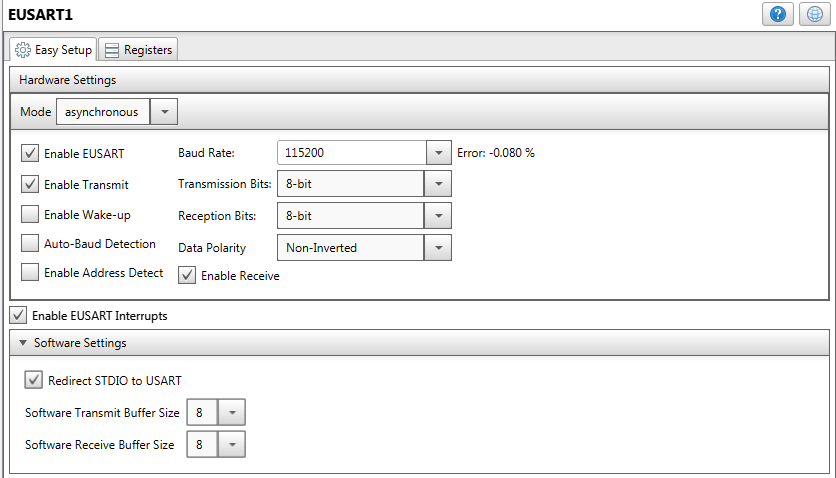 EUSART1
Easy Setup Registers
Hardware Settings
Mode asynchronous
Enable EUSART Baud Rate: 115200 Error: -0.080 %
Enable Transmit Transmission Bits: 8-bit
Enable Wake-up Reception Bits: 8-bit
Auto-Baud Detection Data Polarity Non-Inverted
Enable Address Detect Enable Receive
Enable EUSART Interrupts
Software Settings
Redirect STDIO to USART
Software Transmit Buffer Size 8
Software Receive Buffer Size 8